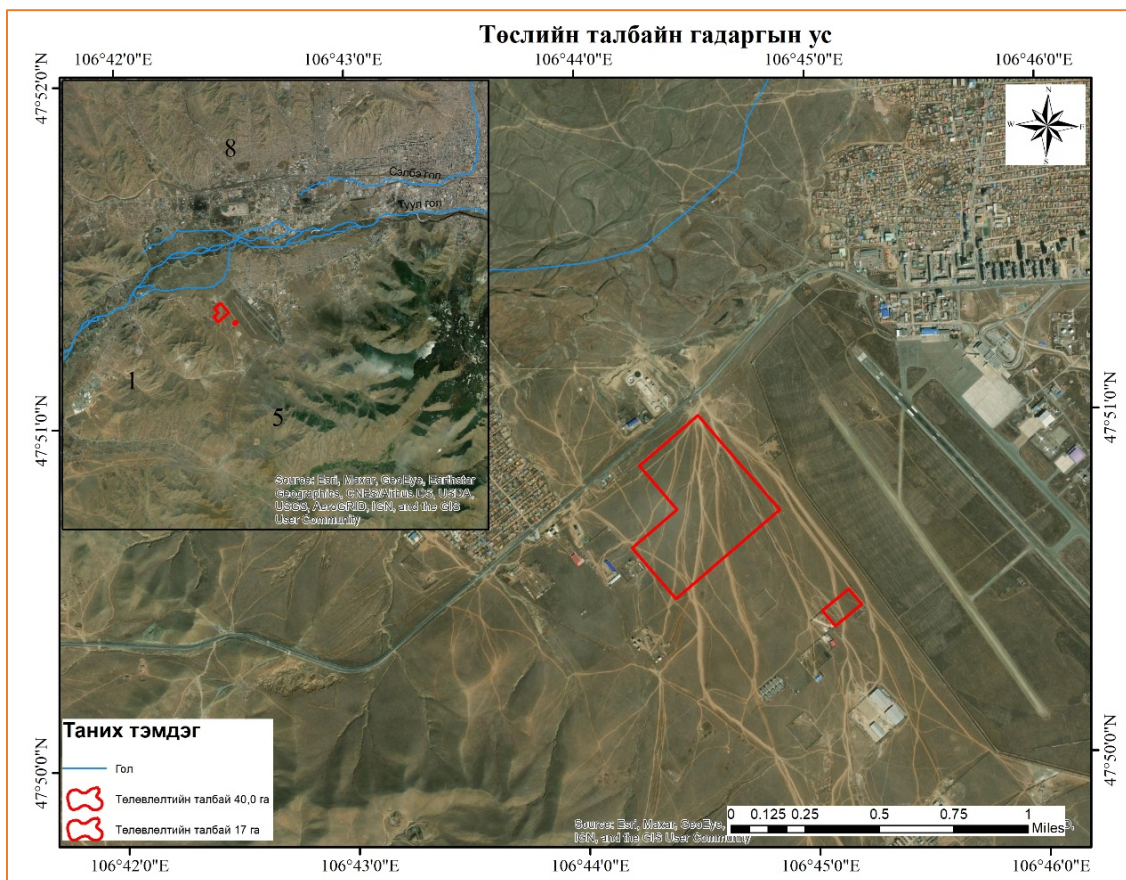 Төслийн талбайн гадаргын ус
106°42'0"E 106°43'0"E 106°44'0"E 106°45'0"E 106°46'0"E
47°52'0"N
47°51'0"N
47°50'0"N
8
Сэлбэ гол
Туул гол
1
5
Source: Esri, Maxar, GeoEye, Earthstar
Geographics, CNES/Airbus DS, USDA,
USGS, AeroGRID, IGN, and the GIS
User Community
N
W E
S
47°51'0"N
47°50'0"N
Таних тэмдэг
Гол
Төлөвлөлтийн талбай 40,0 га
Төлөвлөлтийн талбай 17 га
0 0.125 0.25 0.5 0.75 1
Miles
Source: Esri, Maxar, GeoEye,
IGN, and the GIS User Community
106°42'0"E 106°43'0"E 106°44'0"E 106°45'0"E 106°46'0"E